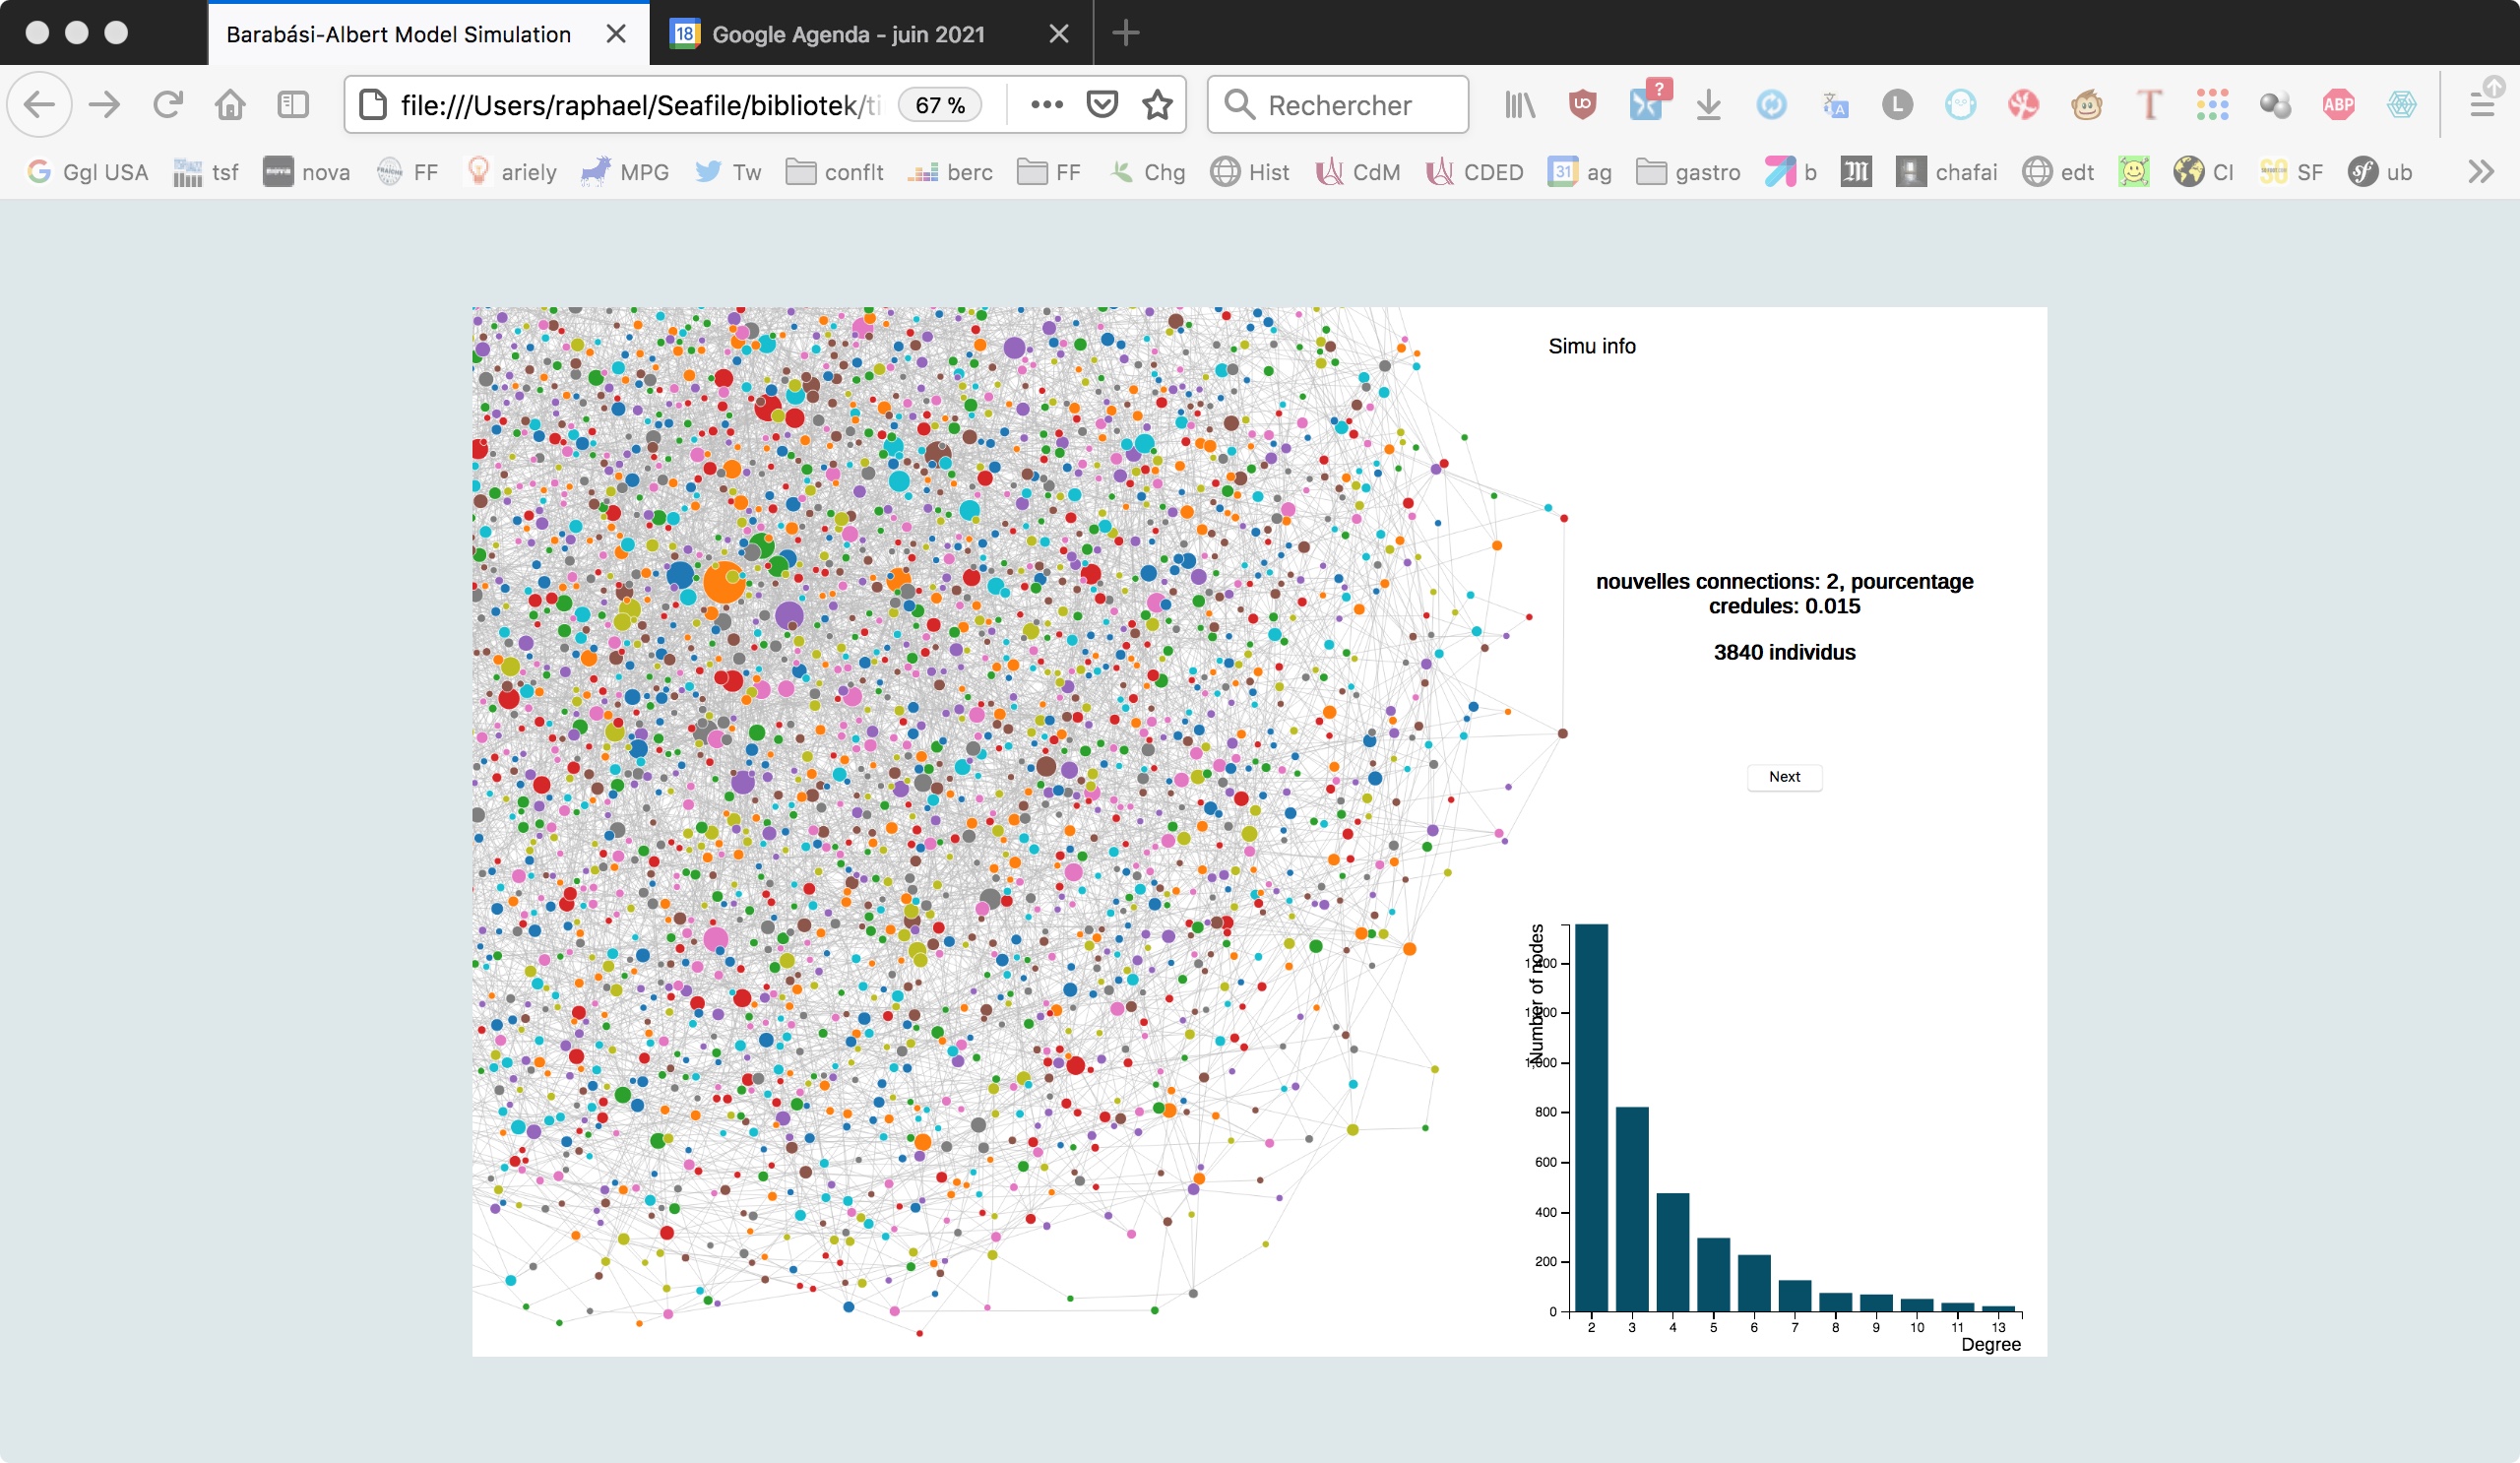 Barabási-Albert Model Simulation
18
Google Agenda – juin 2021
file:///Users/raphael/Seafile/bibliotek/ti
67 %
Rechercher
?
UD
L
T
ABP
Ggl USA
tsf
nova
FF
ariely
MPG
Tw
conflt
berc
FF
Chg
Hist
CdM
CDED
31
ag
gastro
b
chafai
edt
CI
SF
ub
Simu info
nouvelles connections: 2, pourcentage
credules: 0.015
3840 individus
Next
Number of nodes
1,400
1,200
1,000
800
600
400
200
0
2 3 4 5 6 7 8 9 10 11 13
Degree